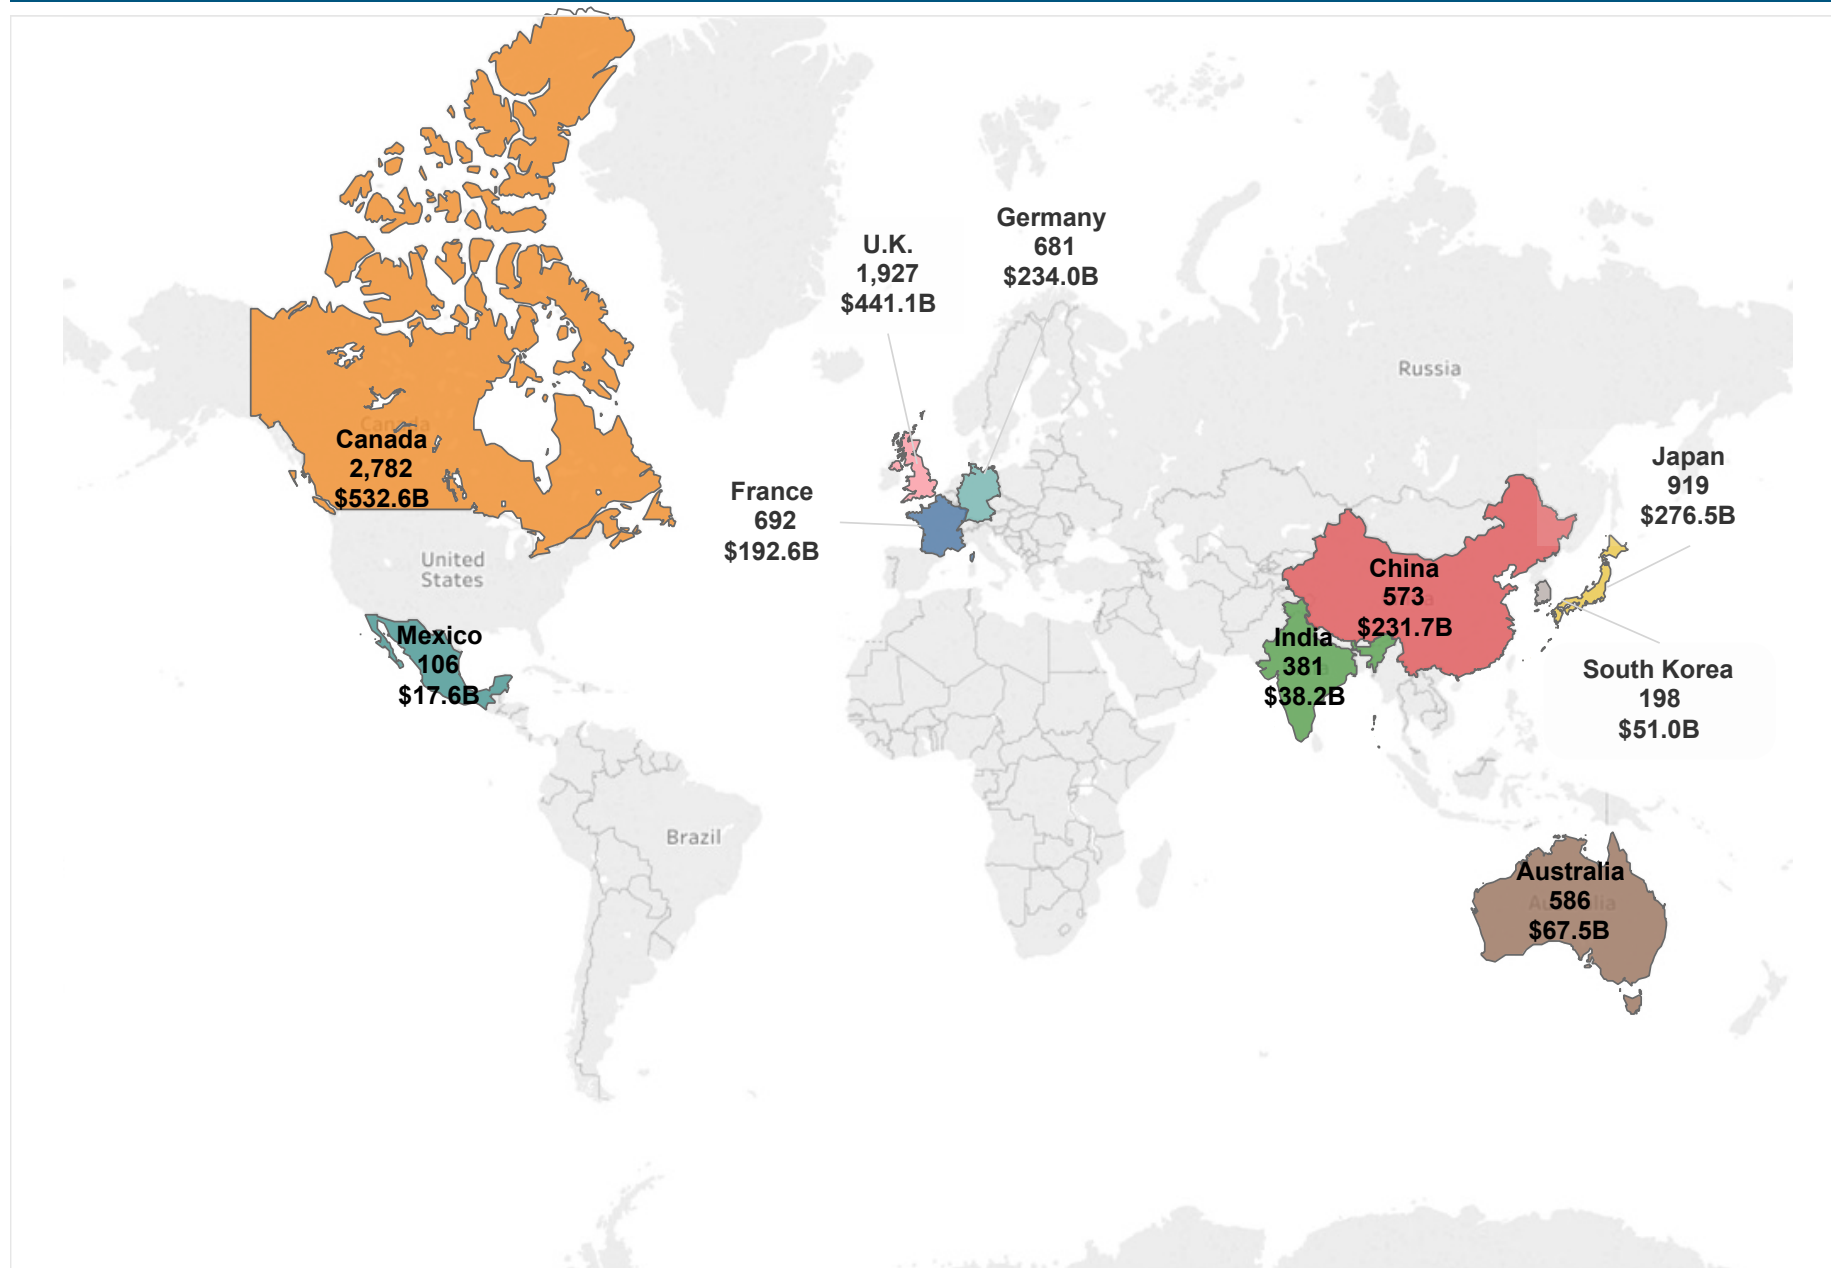 Germany
681
$234.0B
U.K.
1,927
$441.1B
Russia
Canada
Canada
2,782
$532.6B
France
692
$192.6B
Japan
919
$276.5B
United
States
China
573
$231.7B
Mexico
106
$17.6B
India
381
$38.2B
South Korea
198
$51.0B
Brazil
Australia
586
Australia
$67.5B